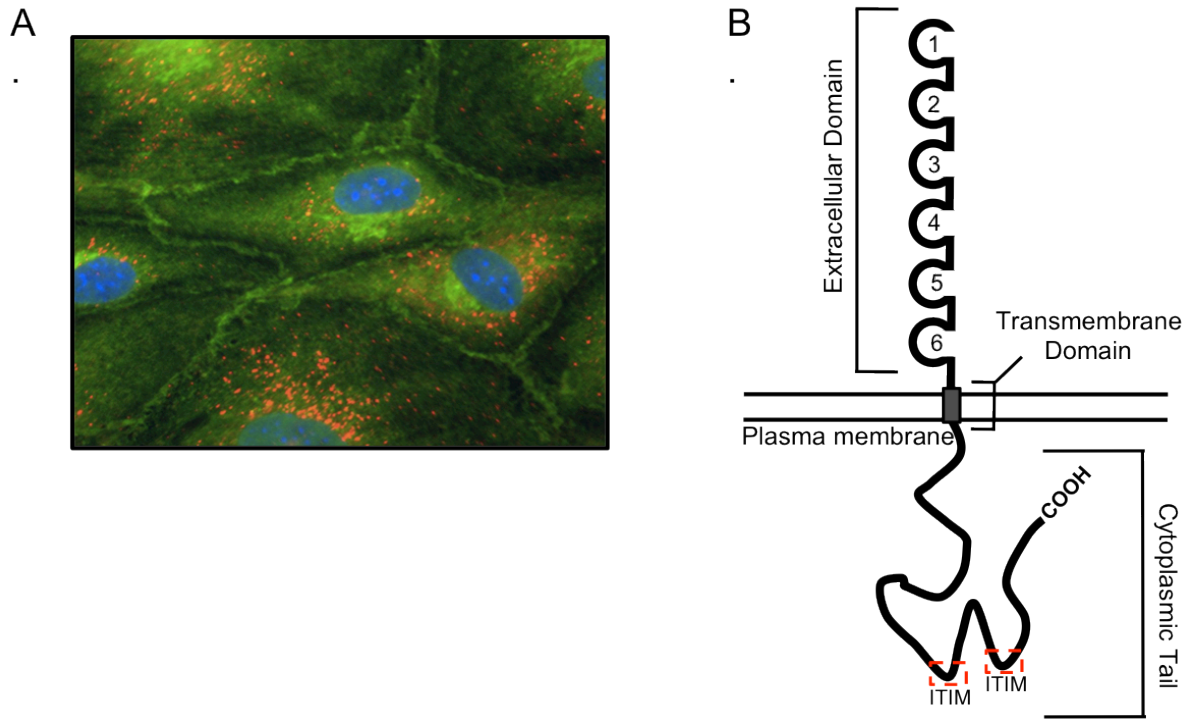 A
.
B
.
Extracellular Domain
1
2
3
4
5
6
Transmembrane
Domain
Plasma membrane
COOH
Cytoplasmic Tail
ITIM
ITIM